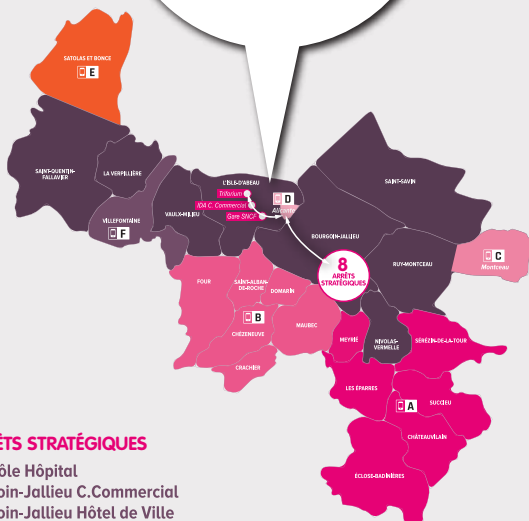 SATOLAS ET BONCE
E
SAINT-QUENTIN-
FALLAVIER
LA VERPILLIÈRE
VILLEFONTAINE
F
VAULX-MILIEU
L'ISLE-D'ABEAU
Triforium
IDA C. Commercial
Gare SNCF
D
Alicante
BOURGOIN-JALLIEU
SAINT-SAVIN
RUY-MONTCEAU
C
Montceau
8
ARRÊTS
STRATÉGIQUES
FOUR
SAINT-ALBAN-
DE-ROCHE
DOMARIN
B
CHÈZENEUVE
CRACHIER
MAUBEC
MEYRIÉ
NIVOLAS-
VERMELLE
SÉRÉZIN-DE-LA-TOUR
LES ÉPARRES
A
SUCCIEU
CHÂTEAUVILAIN
ÉCLOSE-BADINIÈRES
ÊTS STRATÉGIQUES
ôle Hôpital
oin-Jallieu C.Commercial
oin-Jallieu Hôtel de Ville